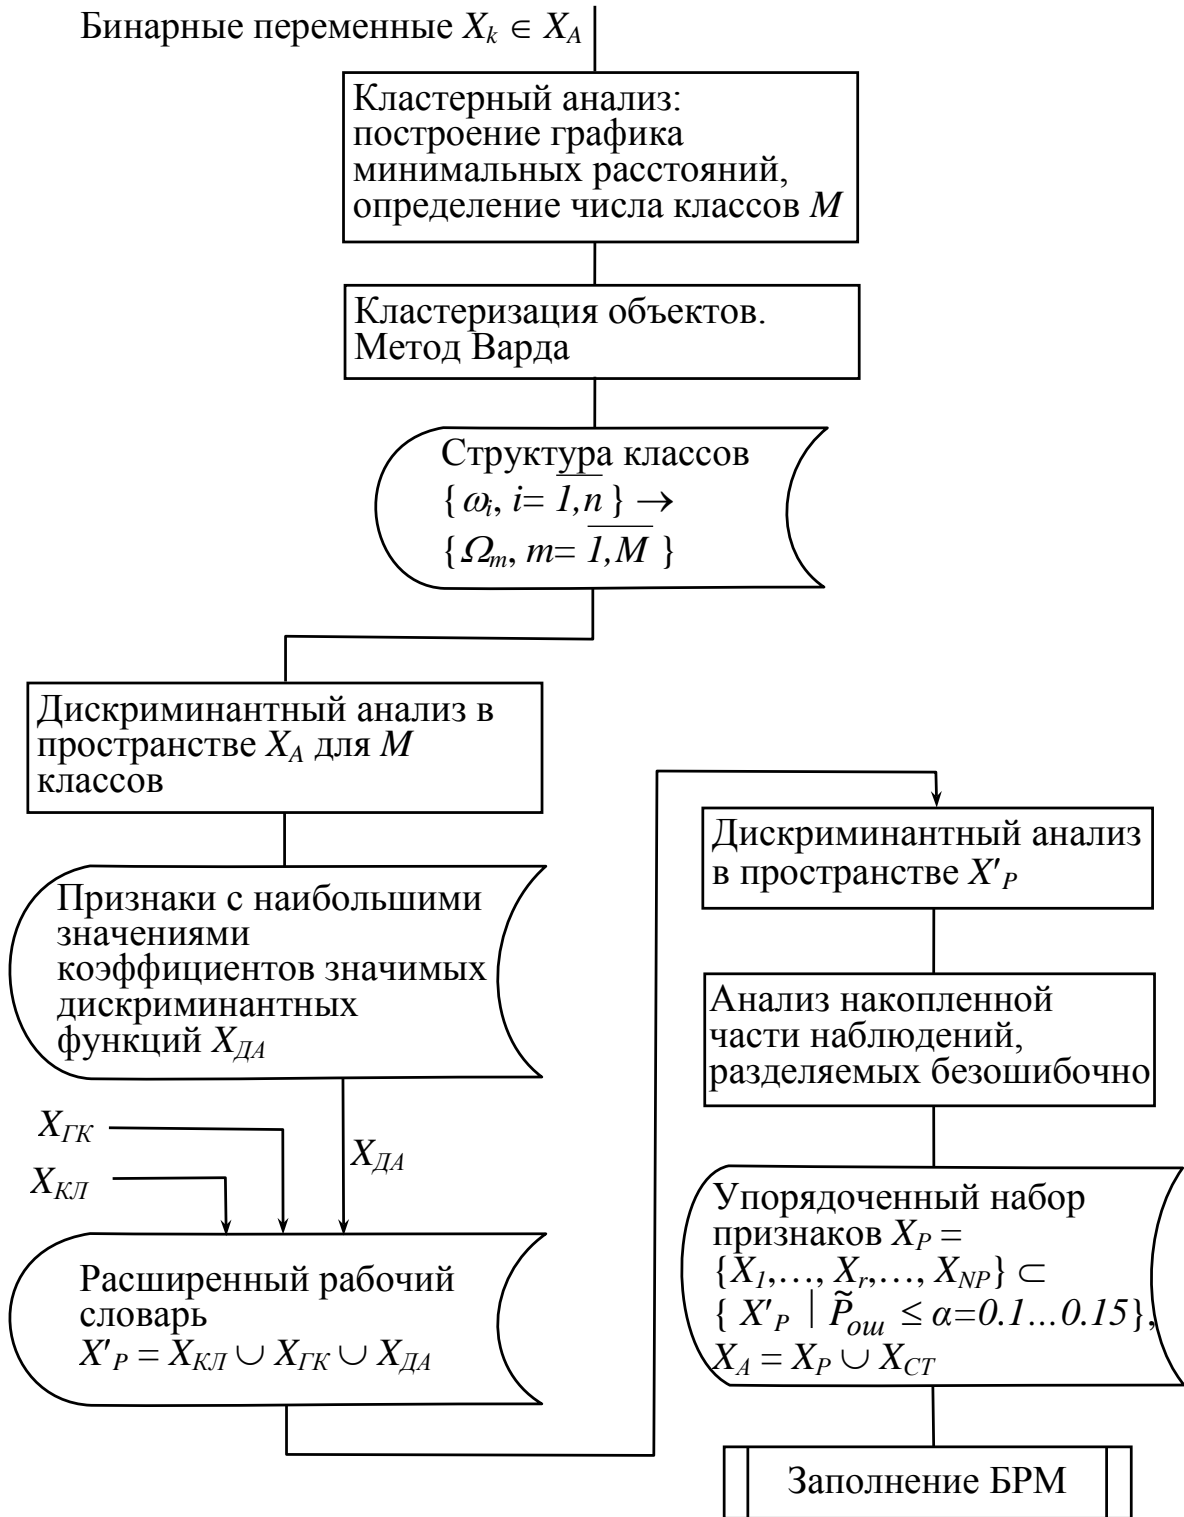 Бинарные переменные X_k ∈ X_A
Кластерный анализ:
построение графика
минимальных расстояний,
определение числа классов M
Кластеризация объектов.
Метод Варда
Структура классов
{ ω_i, i= \overline{1,n} } →
{Ω_m, m= \overline{1,M} }
Дискриминантный анализ в
пространстве X_A для M
классов
Признаки с наибольшими
значениями
коэффициентов значимых
дискриминантных
функций X_ДА
X_ГК
X_ДА
X_КЛ
Расширенный рабочий
словарь
X'_P = X_КЛ ∪ X_ГК ∪ X_ДА
Дискриминантный анализ
в пространстве X'_P
Анализ накопленной
части наблюдений,
разделяемых безошибочно
Упорядоченный набор
признаков X_P =
{X_1,…, X_r,…, X_NP} ⊂
{ X'_P | P̃_ош ≤ α=0.1…0.15},
X_A = X_P ∪ X_СТ
Заполнение БРМ